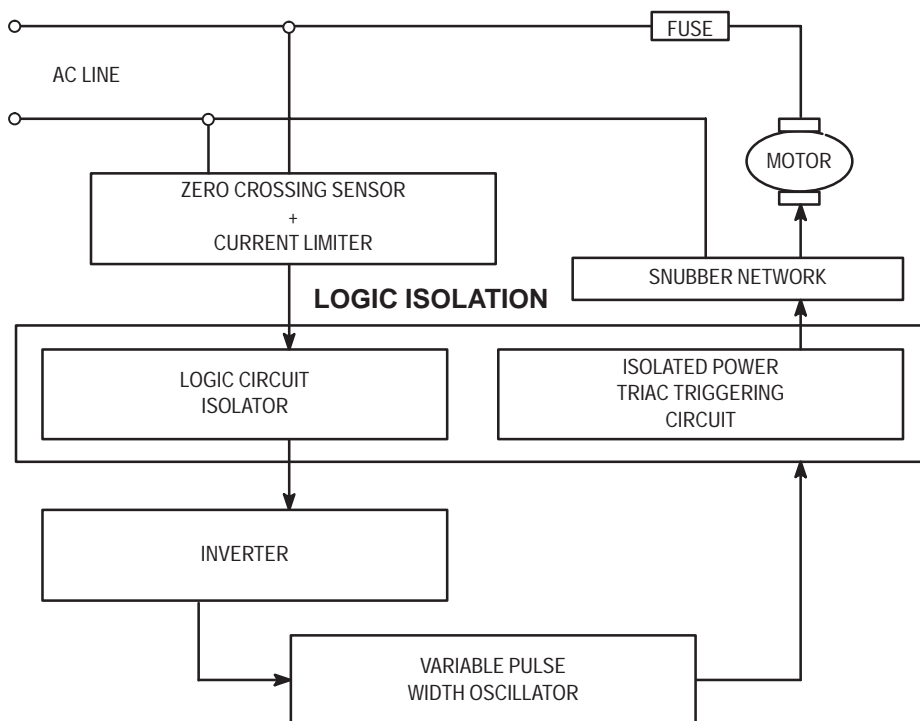 FUSE
AC LINE
MOTOR
ZERO CROSSING SENSOR
+
CURRENT LIMITER
SNUBBER NETWORK
LOGIC ISOLATION
LOGIC CIRCUIT
ISOLATOR
ISOLATED POWER
TRIAC TRIGGERING
CIRCUIT
INVERTER
VARIABLE PULSE
WIDTH OSCILLATOR